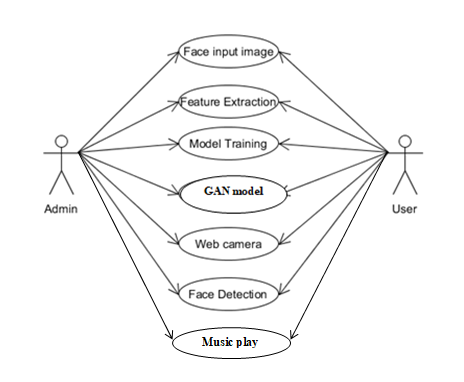 Face input image
Feature Extraction
Model Training
GAN model
Admin
User
Web camera
Face Detection
Music play